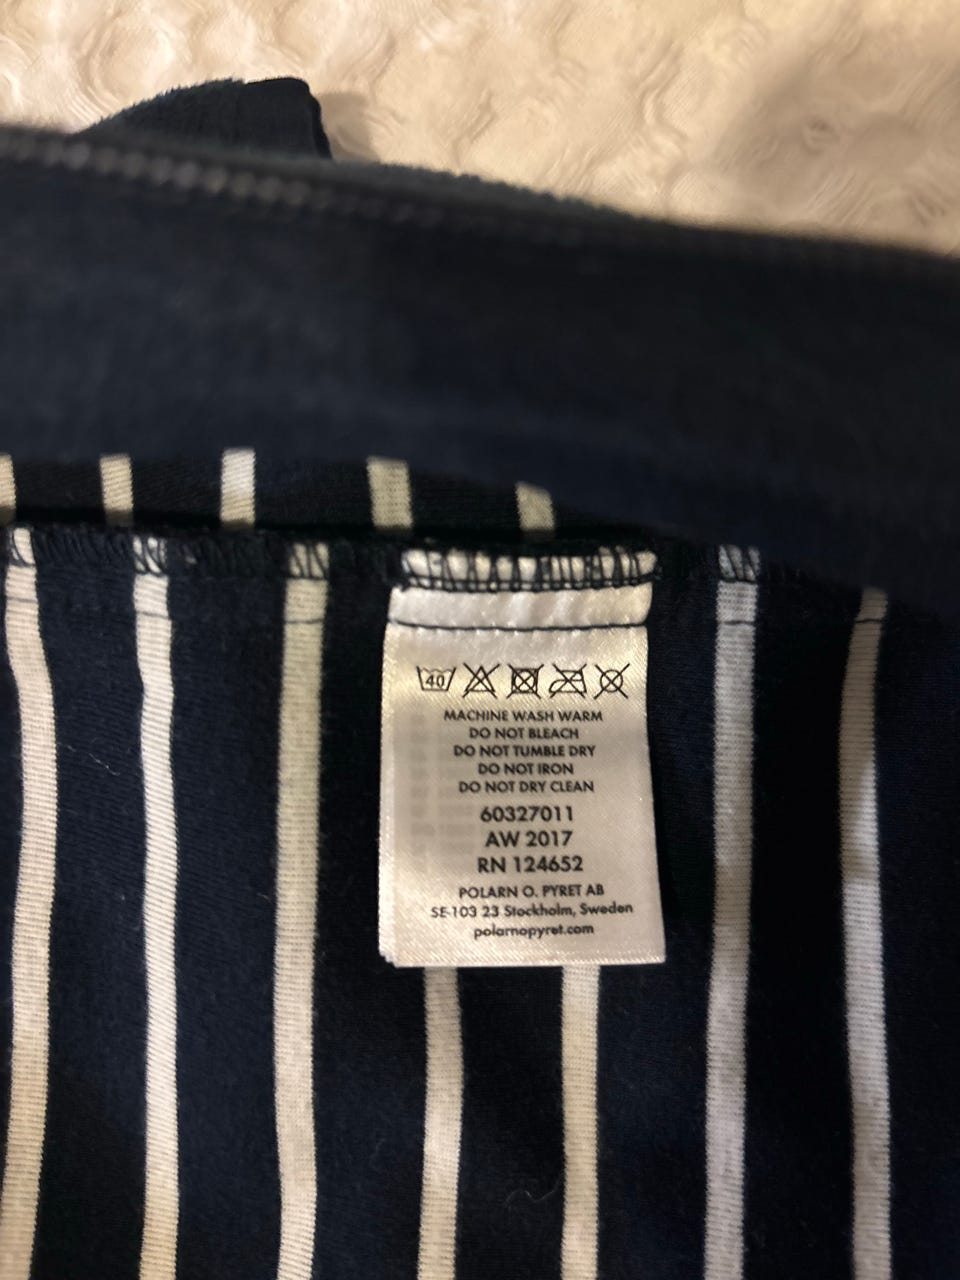 40
MACHINE WASH WARM
DO NOT BLEACH
DO NOT TUMBLE DRY
DO NOT IRON
DO NOT DRY CLEAN
60327011
AW 2017
RN 124652
POLARN O. PYRET AB
SE-103 23 Stockholm, Sweden
polarnopyret.com